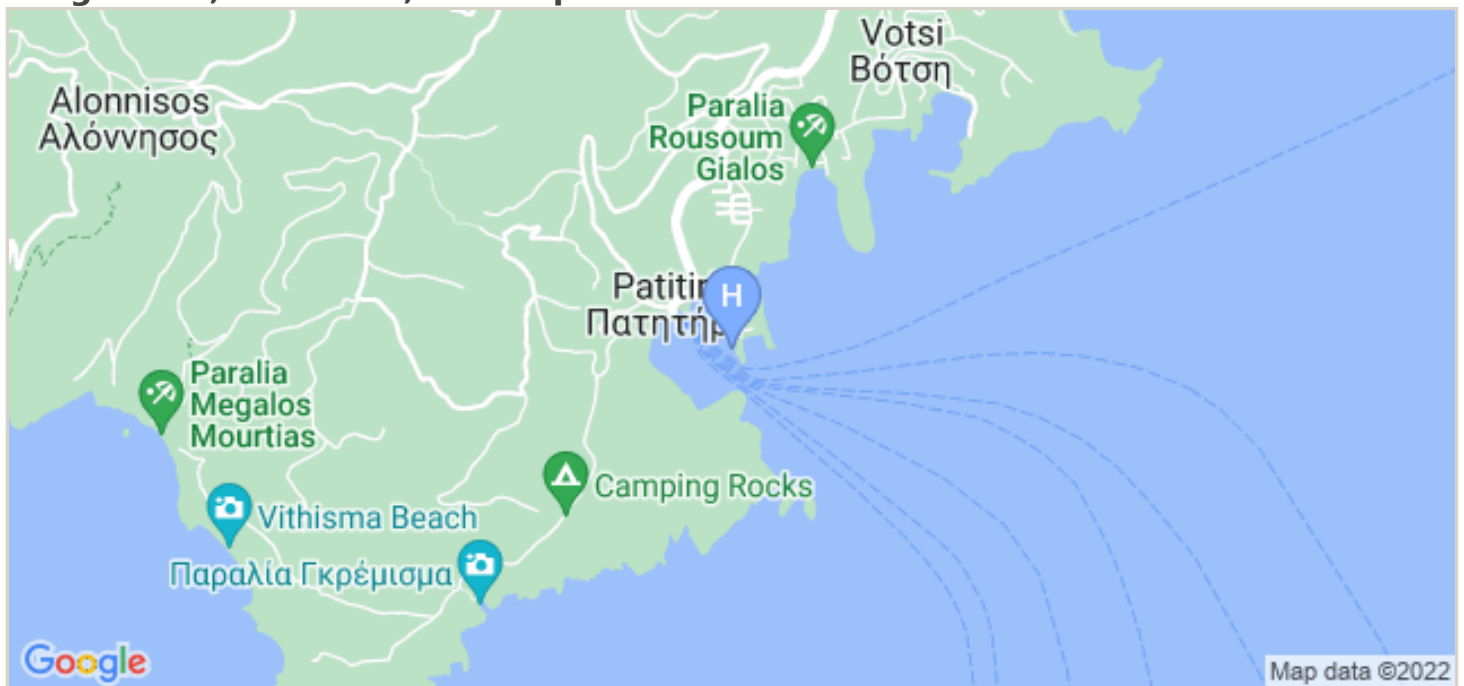 Votsi
Βότση
Alonnisos
Αλόννησος
Paralia
Rousoum
Gialos
H
Πατητήρ
Paralia
Megalos
Mourtias
Camping Rocks
Vithisma Beach
Παραλία Γκρέμισμα
Google
Map data ©2022